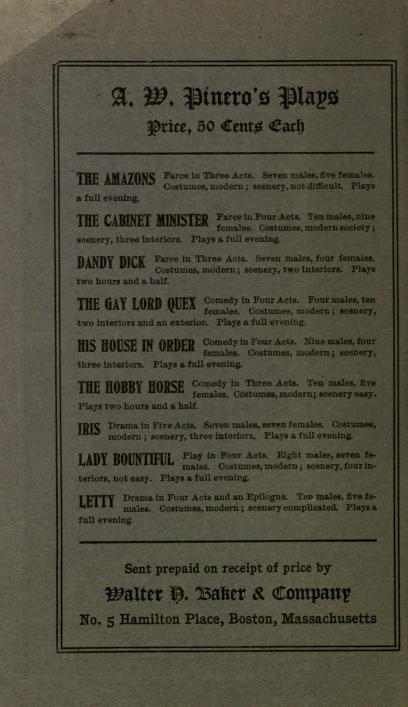 A. W. Pinero's Plays
Price, 50 Cents Each
THE AMAZONS Farce in Three Acts. Seven males, five females.
Costumes, modern; scenery, not difficult. Plays
a full evening.
THE CABINET MINISTER Farce in Four Acts. Ten males, nine
females. Costumes, modern society;
scenery, three interiors. Plays a full evening.
DANDY DICK Farce in Three Acts. Seven males, four females.
Costumes, modern; scenery, two interiors. Plays
two hours and a half.
THE GAY LORD QUEX Comedy in Four Acts. Four males, ten
females. Costumes, modern; scenery,
two interiors and an exterior. Plays a full evening.
HIS HOUSE IN ORDER Comedy in Four Acts. Nine males, four
females. Costumes, modern; scenery,
three interiors. Plays a full evening.
THE HOBBY HORSE Comedy in Three Acts. Ten males, five
females. Costumes, modern; scenery easy.
Plays two hours and a half.
IRIS Drama in Five Acts. Seven males, seven females. Costumes,
modern; scenery, three interiors. Plays a full evening.
LADY BOUNTIFUL Play in Four Acts. Eight males, seven fe-
males. Costumes, modern; scenery, four in-
teriors, not easy. Plays a full evening.
LETTY Drama in Four Acts and an Epilogue. Ten males, five fe-
males. Costumes, modern; scenery complicated. Plays a
full evening.
Sent prepaid on receipt of price by
Walter H. Baker & Company
No. 5 Hamilton Place, Boston, Massachusetts